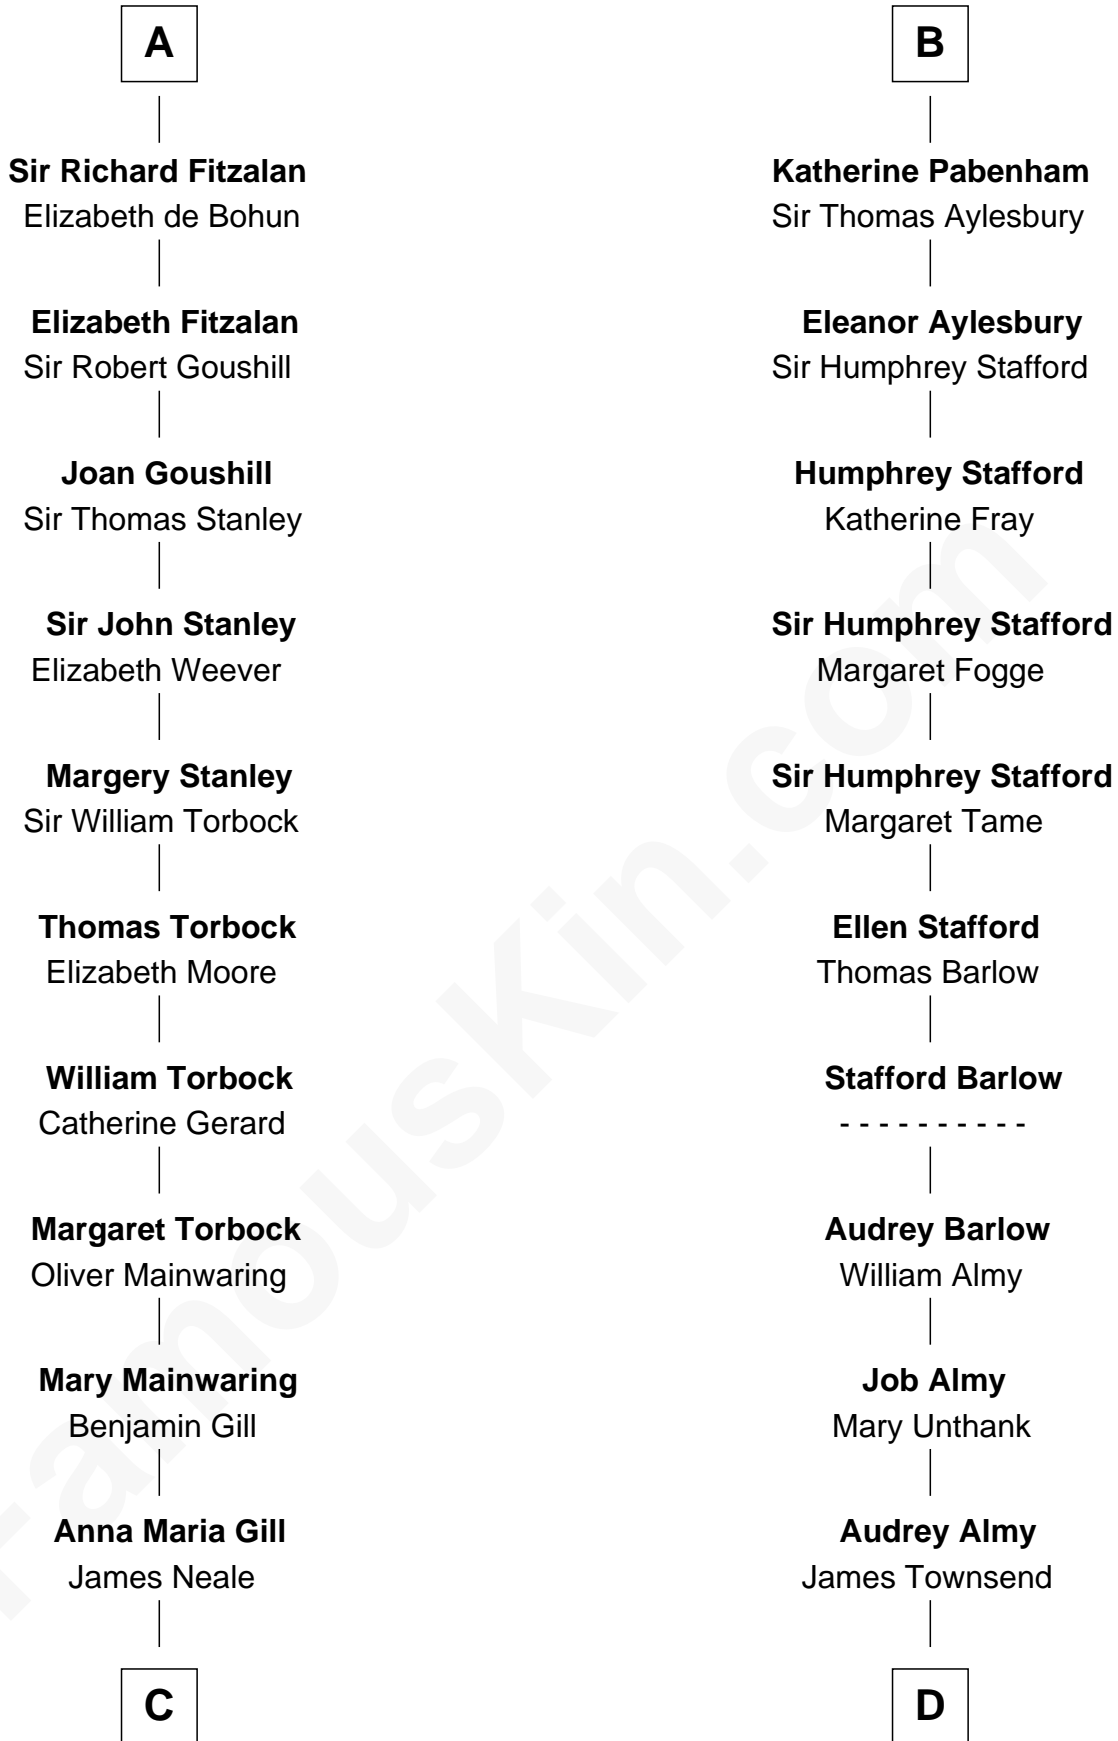 A
Sir Richard Fitzalan
Elizabeth de Bohun
Elizabeth Fitzalan
Sir Robert Goushill
Joan Goushill
Sir Thomas Stanley
Sir John Stanley
Elizabeth Weever
Margery Stanley
Sir William Torbock
Thomas Torbock
Elizabeth Moore
William Torbock
Catherine Gerard
Margaret Torbock
Oliver Mainwaring
Mary Mainwaring
Benjamin Gill
Anna Maria Gill
James Neale
C
B
Katherine Pabenham
Sir Thomas Aylesbury
Eleanor Aylesbury
Sir Humphrey Stafford
Humphrey Stafford
Katherine Fray
Sir Humphrey Stafford
Margaret Fogge
Sir Humphrey Stafford
Margaret Tame
Ellen Stafford
Thomas Barlow
Stafford Barlow
- - - - - - - - - -
Audrey Barlow
William Almy
Job Almy
Mary Unthank
Audrey Almy
James Townsend
D
FamousKin.com